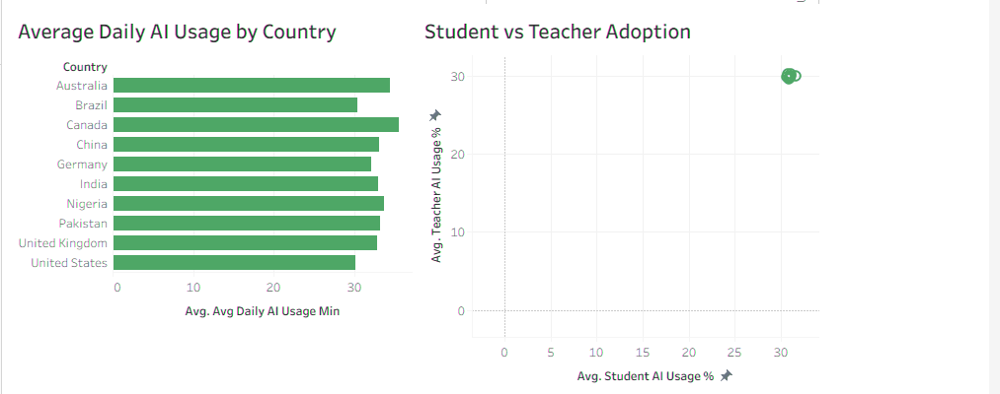 Average Daily AI Usage by Country
Country
Australia
Brazil
Canada
China
Germany
India
Nigeria
Pakistan
United Kingdom
United States
0 10 20 30
Avg. Avg Daily AI Usage Min
Student vs Teacher Adoption
Avg. Teacher AI Usage %
30
20
10
0
0 5 10 15 20 25 30
Avg. Student AI Usage %